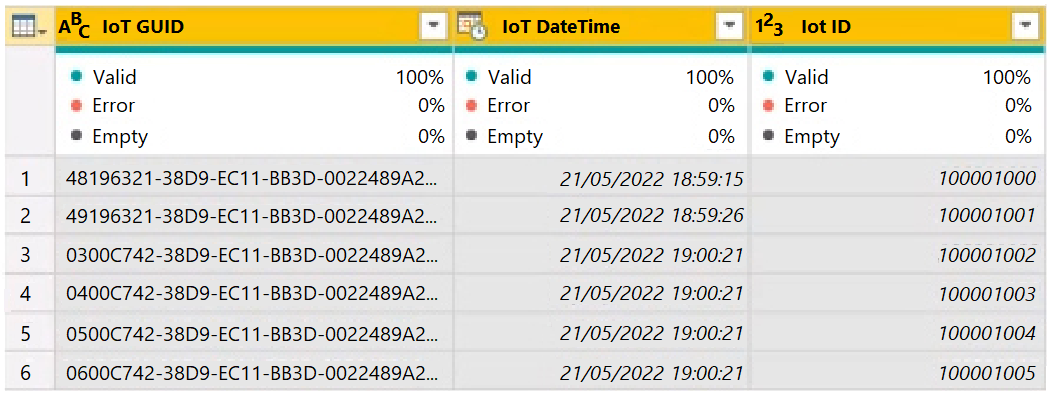 ABC IoT GUID IoT DateTime 123 Iot ID
Valid 100% Valid 100% Valid 100%
Error 0% Error 0% Error 0%
Empty 0% Empty 0% Empty 0%
1 48196321-38D9-EC11-BB3D-0022489A2... 21/05/2022 18:59:15 100001000
2 49196321-38D9-EC11-BB3D-0022489A2... 21/05/2022 18:59:26 100001001
3 0300C742-38D9-EC11-BB3D-0022489A2... 21/05/2022 19:00:21 100001002
4 0400C742-38D9-EC11-BB3D-0022489A2... 21/05/2022 19:00:21 100001003
5 0500C742-38D9-EC11-BB3D-0022489A2... 21/05/2022 19:00:21 100001004
6 0600C742-38D9-EC11-BB3D-0022489A2... 21/05/2022 19:00:21 100001005